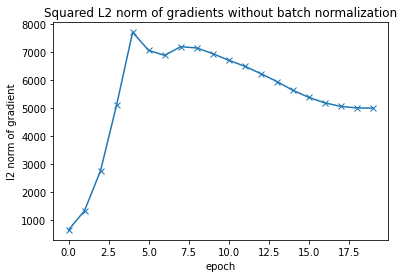 Squared L2 norm of gradients without batch normalization
8000
7000
6000
5000
4000
3000
2000
1000
l2 norm of gradient
0.0 2.5 5.0 7.5 10.0 12.5 15.0 17.5
epoch